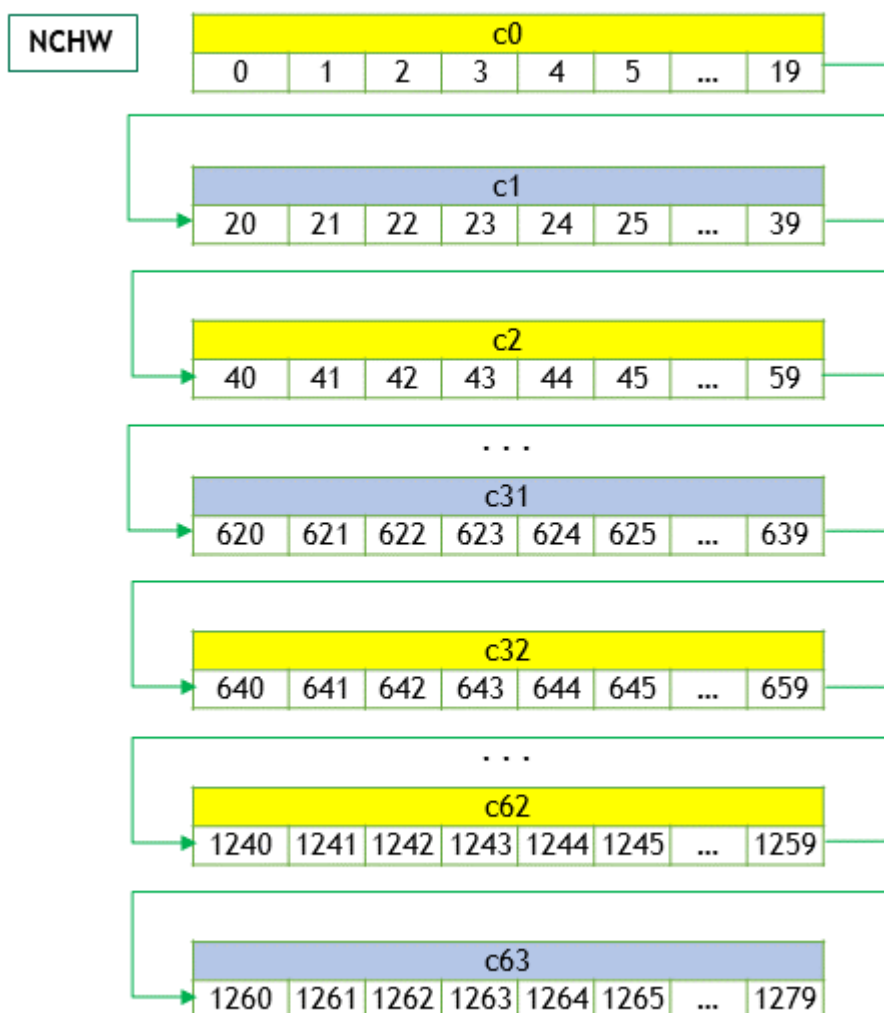 NCHW
c0
0 1 2 3 4 5 ... 19
c1
20 21 22 23 24 25 ... 39
c2
40 41 42 43 44 45 ... 59
. . .
c31
620 621 622 623 624 625 ... 639
c32
640 641 642 643 644 645 ... 659
. . .
c62
1240 1241 1242 1243 1244 1245 ... 1259
c63
1260 1261 1262 1263 1264 1265 ... 1279